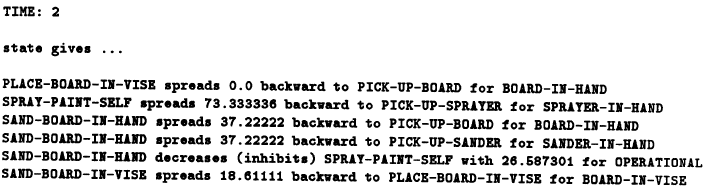 TIME: 2
state gives ...
PLACE-BOARD-IN-VISE spreads 0.0 backward to PICK-UP-BOARD for BOARD-IN-HAND
SPRAY-PAINT-SELF spreads 73.333336 backward to PICK-UP-SPRAYER for SPRAYER-IN-HAND
SAND-BOARD-IN-HAND spreads 37.22222 backward to PICK-UP-BOARD for BOARD-IN-HAND
SAND-BOARD-IN-HAND spreads 37.22222 backward to PICK-UP-SANDER for SANDER-IN-HAND
SAND-BOARD-IN-HAND decreases (inhibits) SPRAY-PAINT-SELF with 26.587301 for OPERATIONAL
SAND-BOARD-IN-VISE spreads 18.61111 backward to PLACE-BOARD-IN-VISE for BOARD-IN-VISE